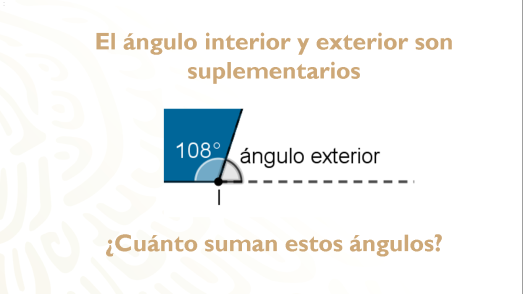 El ángulo interior y exterior son
suplementarios
108° ángulo exterior
I
¿Cuánto suman estos ángulos?